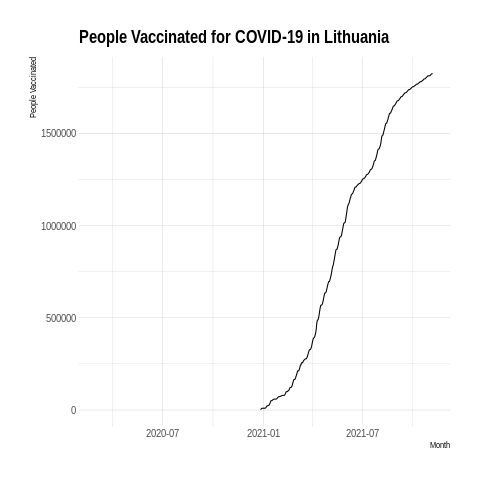 People Vaccinated for COVID-19 in Lithuania
People Vaccinated
1500000
1000000
500000
0
2020-07 2021-01 2021-07
Month